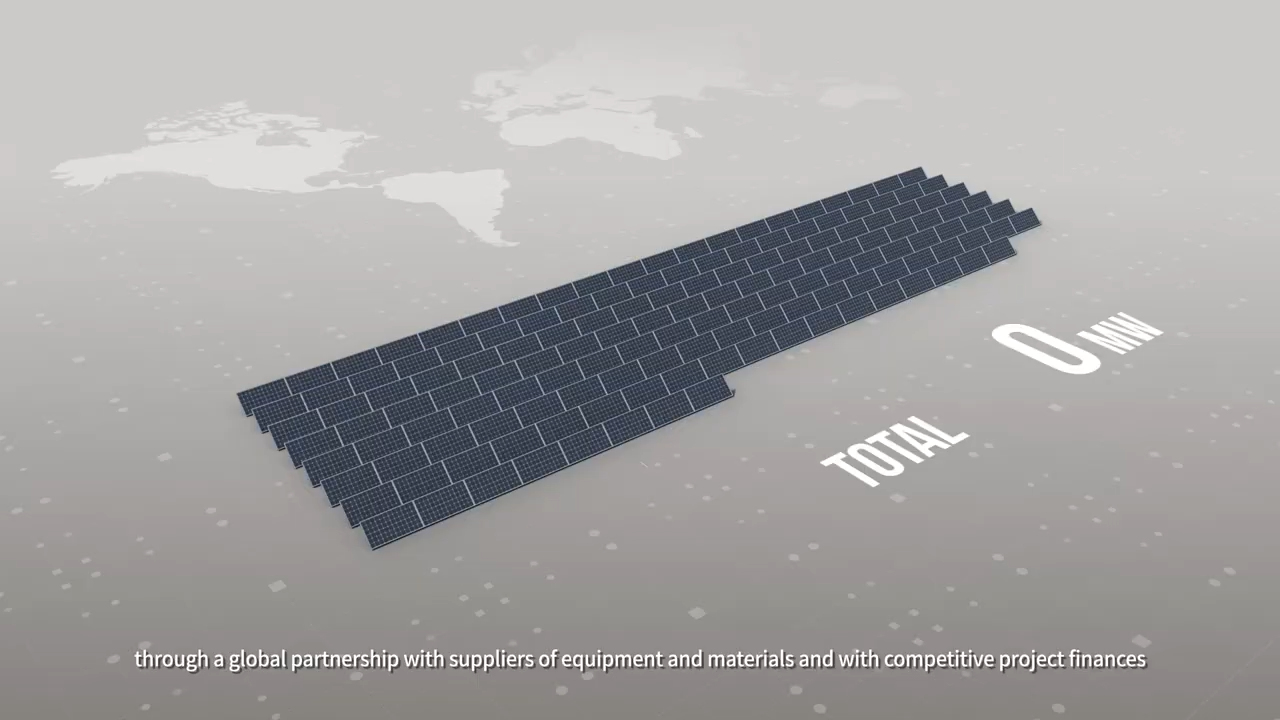 0 MW
TOTAL
through a global partnership with suppliers of equipment and materials and with competitive project finances